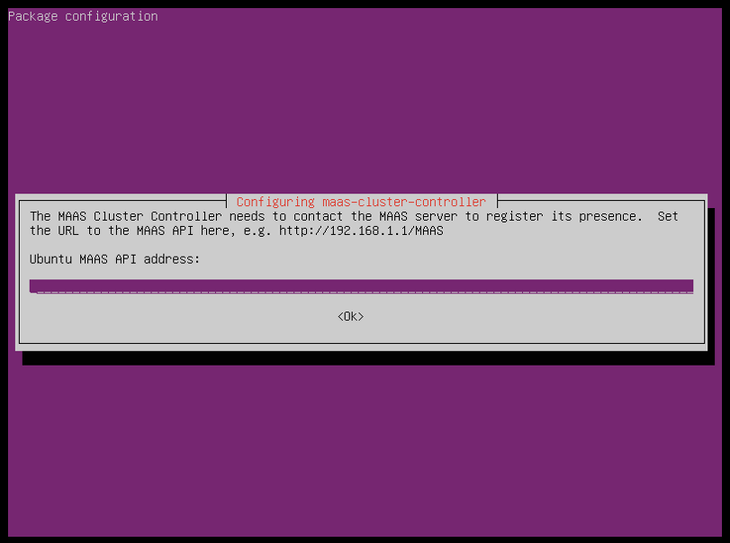 Package configuration
Configuring maas-cluster-controller
The MAAS Cluster Controller needs to contact the MAAS server to register its presence.  Set
the URL to the MAAS API here, e.g. http://192.168.1.1/MAAS
Ubuntu MAAS API address:
<Ok>